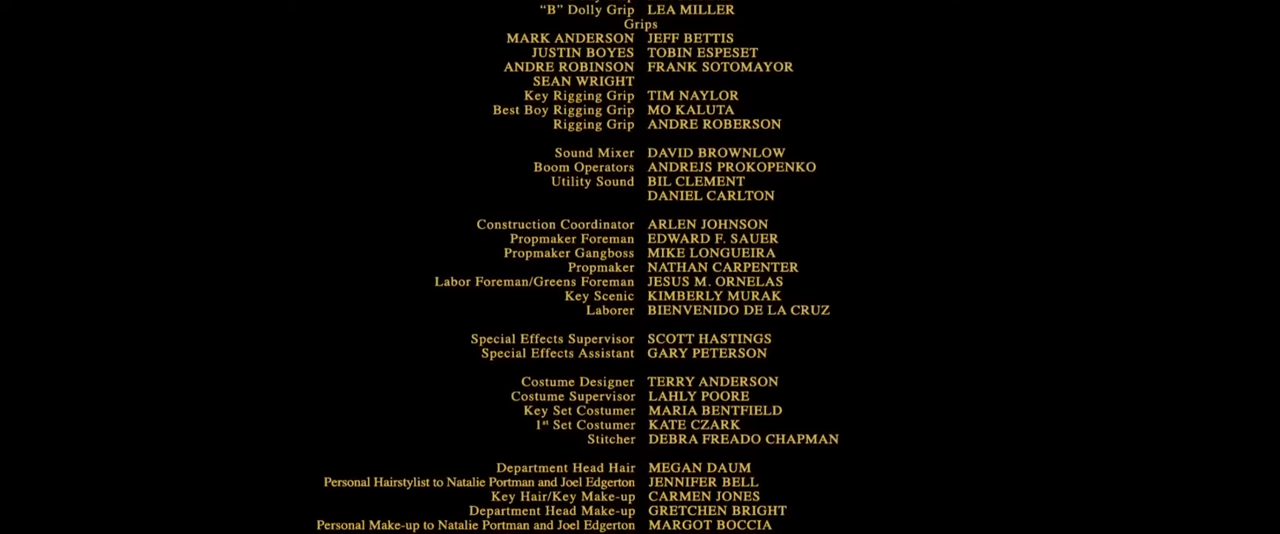 "B" Dolly Grip LEA MILLER
Grips
MARK ANDERSON JEFF BETTIS
JUSTIN BOYES TOBIN ESPESET
ANDRE ROBINSON FRANK SOTOMAYOR
SEAN WRIGHT
Key Rigging Grip TIM NAYLOR
Best Boy Rigging Grip MO KALUTA
Rigging Grip ANDRE ROBERSON
Sound Mixer DAVID BROWNLOW
Boom Operators ANDREJS PROKOPENKO
Utility Sound BIL CLEMENT
DANIEL CARLTON
Construction Coordinator ARLEN JOHNSON
Propmaker Foreman EDWARD F. SAUER
Propmaker Gangboss MIKE LONGUEIRA
Propmaker NATHAN CARPENTER
Labor Foreman/Greens Foreman JESUS M. ORNELAS
Key Scenic KIMBERLY MURAK
Laborer BIENVENIDO DE LA CRUZ
Special Effects Supervisor SCOTT HASTINGS
Special Effects Assistant GARY PETERSON
Costume Designer TERRY ANDERSON
Costume Supervisor LAHLY POORE
Key Set Costumer MARIA BENTFIELD
1st Set Costumer KATE CZARK
Stitcher DEBRA FREADO CHAPMAN
Department Head Hair MEGAN DAUM
Personal Hairstylist to Natalie Portman and Joel Edgerton JENNIFER BELL
Key Hair/Key Make-up CARMEN JONES
Department Head Make-up GRETCHEN BRIGHT
Personal Make-up to Natalie Portman and Joel Edgerton MARGOT BOCCIA